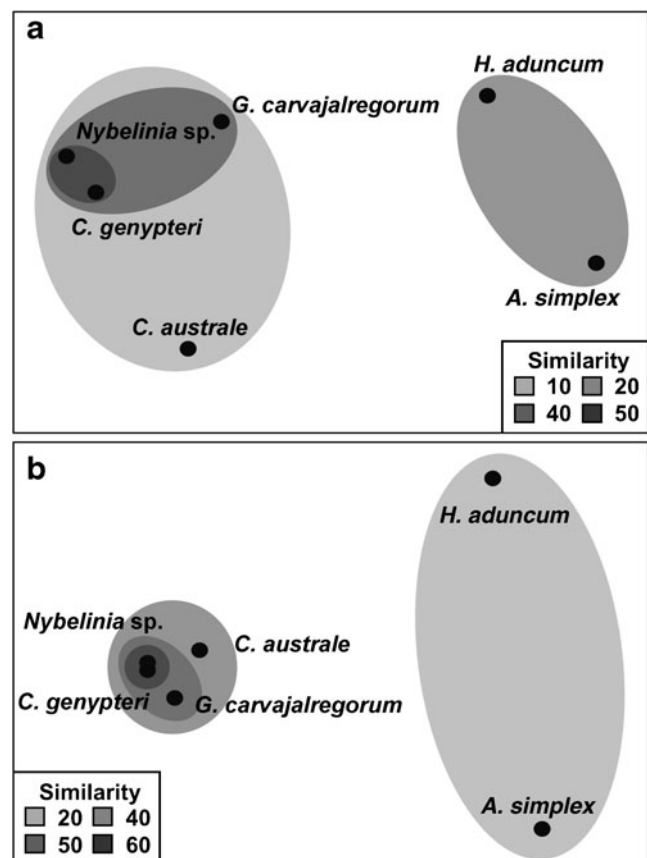 a
H. aduncum
G. carvajalregorum
Nybelinia sp.
C. genypteri
A. simplex
C. australe
Similarity
10 20
40 50
b
H. aduncum
Nybelinia sp.
C. australe
C. genypteri G. carvajalregorum
Similarity
20 40
50 60
A. simplex